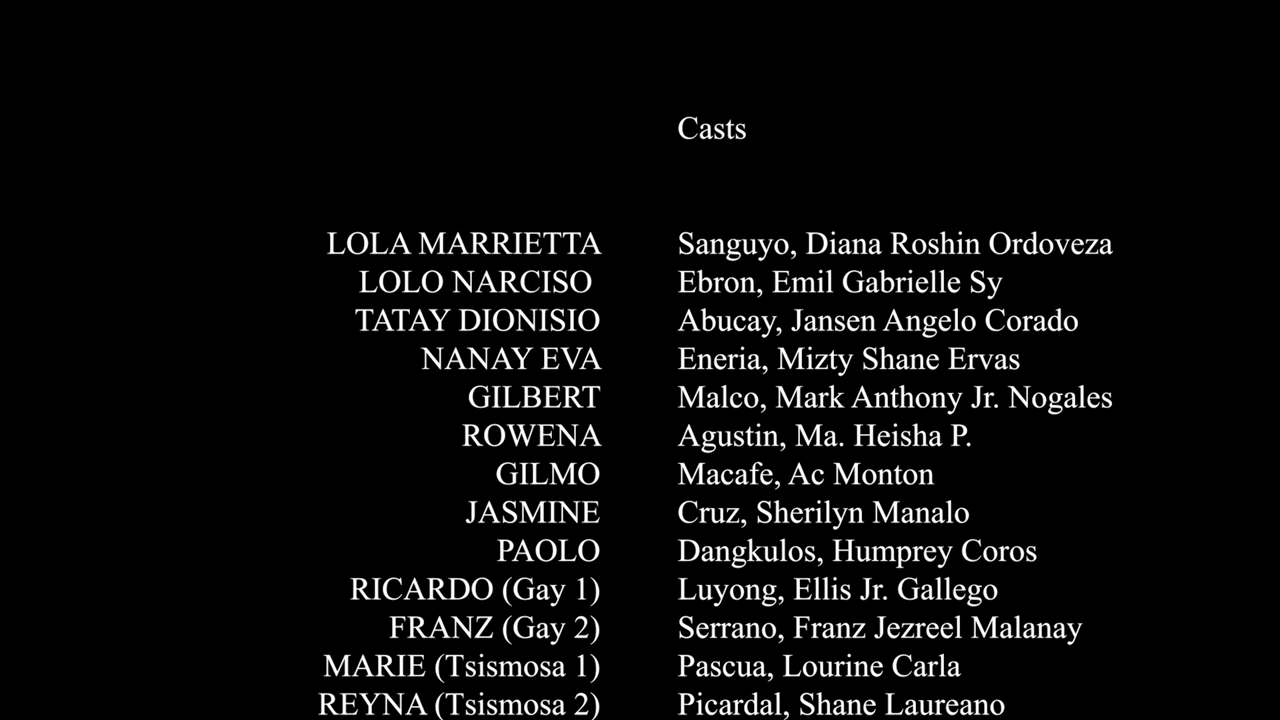 Casts
LOLA MARRIETTA Sanguyo, Diana Roshin Ordoveza
LOLO NARCISO Ebron, Emil Gabrielle Sy
TATAY DIONISIO Abucay, Jansen Angelo Corado
NANAY EVA Eneria, Mizty Shane Ervas
GILBERT Malco, Mark Anthony Jr. Nogales
ROWENA Agustin, Ma. Heisha P.
GILMO Macafe, Ac Monton
JASMINE Cruz, Sherilyn Manalo
PAOLO Dangkulos, Humprey Coros
RICARDO (Gay 1) Luyong, Ellis Jr. Gallego
FRANZ (Gay 2) Serrano, Franz Jezreel Malanay
MARIE (Tsismosa 1) Pascua, Lourine Carla
REYNA (Tsismosa 2) Picardal, Shane Laureano